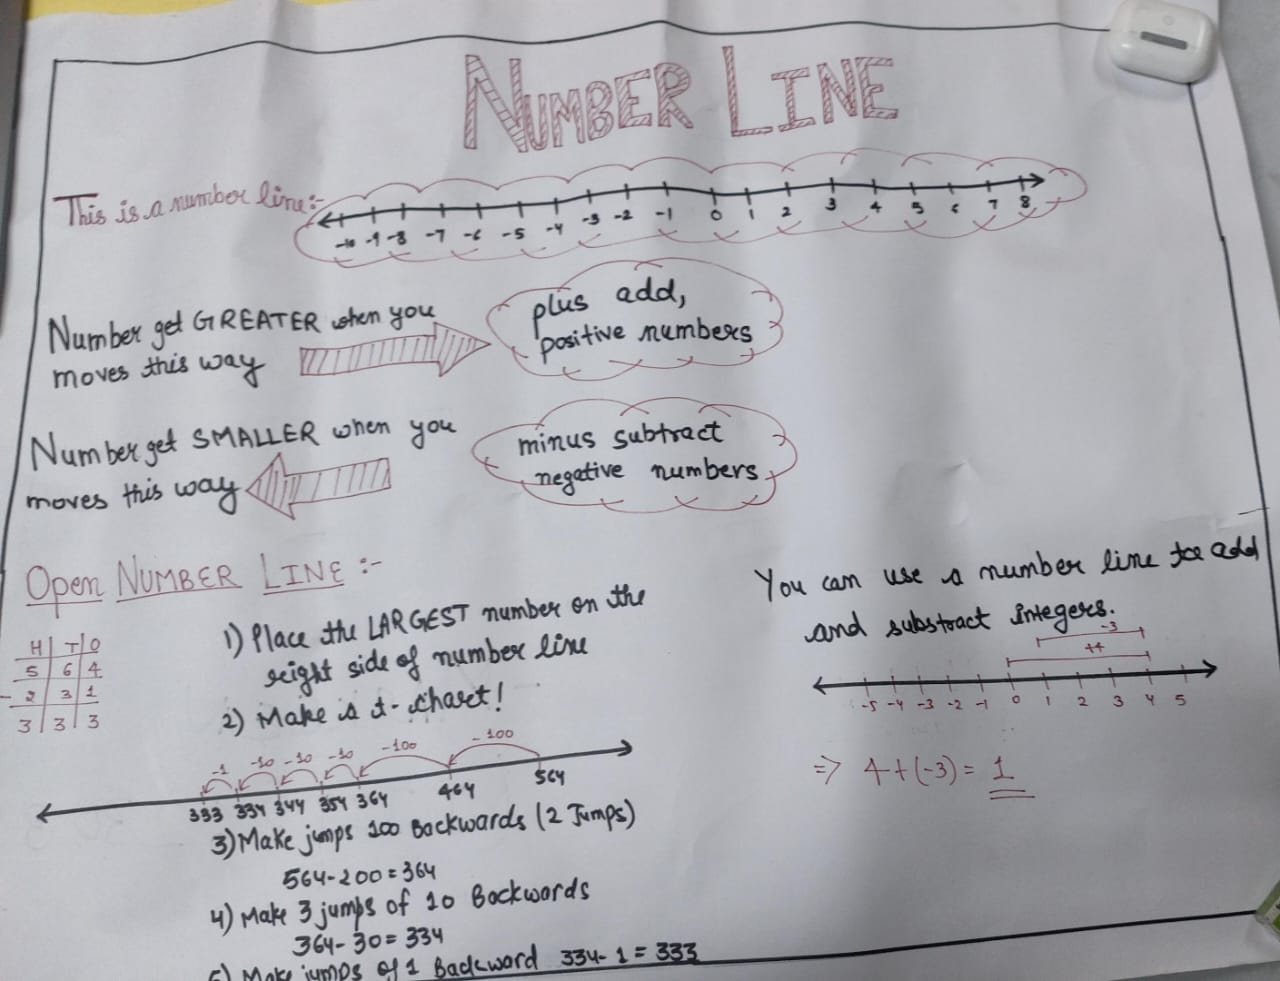 NUMBER LINE
This is a number line:-
-10 -9 -8 -7 -6 -5 -4 -3 -2 -1 0 1 2 3 4 5 6 7 8
Number get GREATER when you
moves this way
plus add,
positive numbers
Number get SMALLER when you
moves this way
minus subtract
negative numbers
Open NUMBER LINE :-
H T O
5 6 4
- 2 3 1
3 3 3
1) Place the LARGEST number on the
right side of number line
2) Make a t-chart!
-1 -10 -10 -10 -100 -100
333 334 344 354 364 464 564
3) Make jumps 100 Backwards (2 Jumps)
564-200=364
4) Make 3 jumps of 10 Backwards
364-30=334
5) Make jumps of 1 Backward 334-1=333
You can use a number line to add
and substract integers.
-3
+4
-5 -4 -3 -2 -1 0 1 2 3 4 5
⇒ 4+(-3)= 1